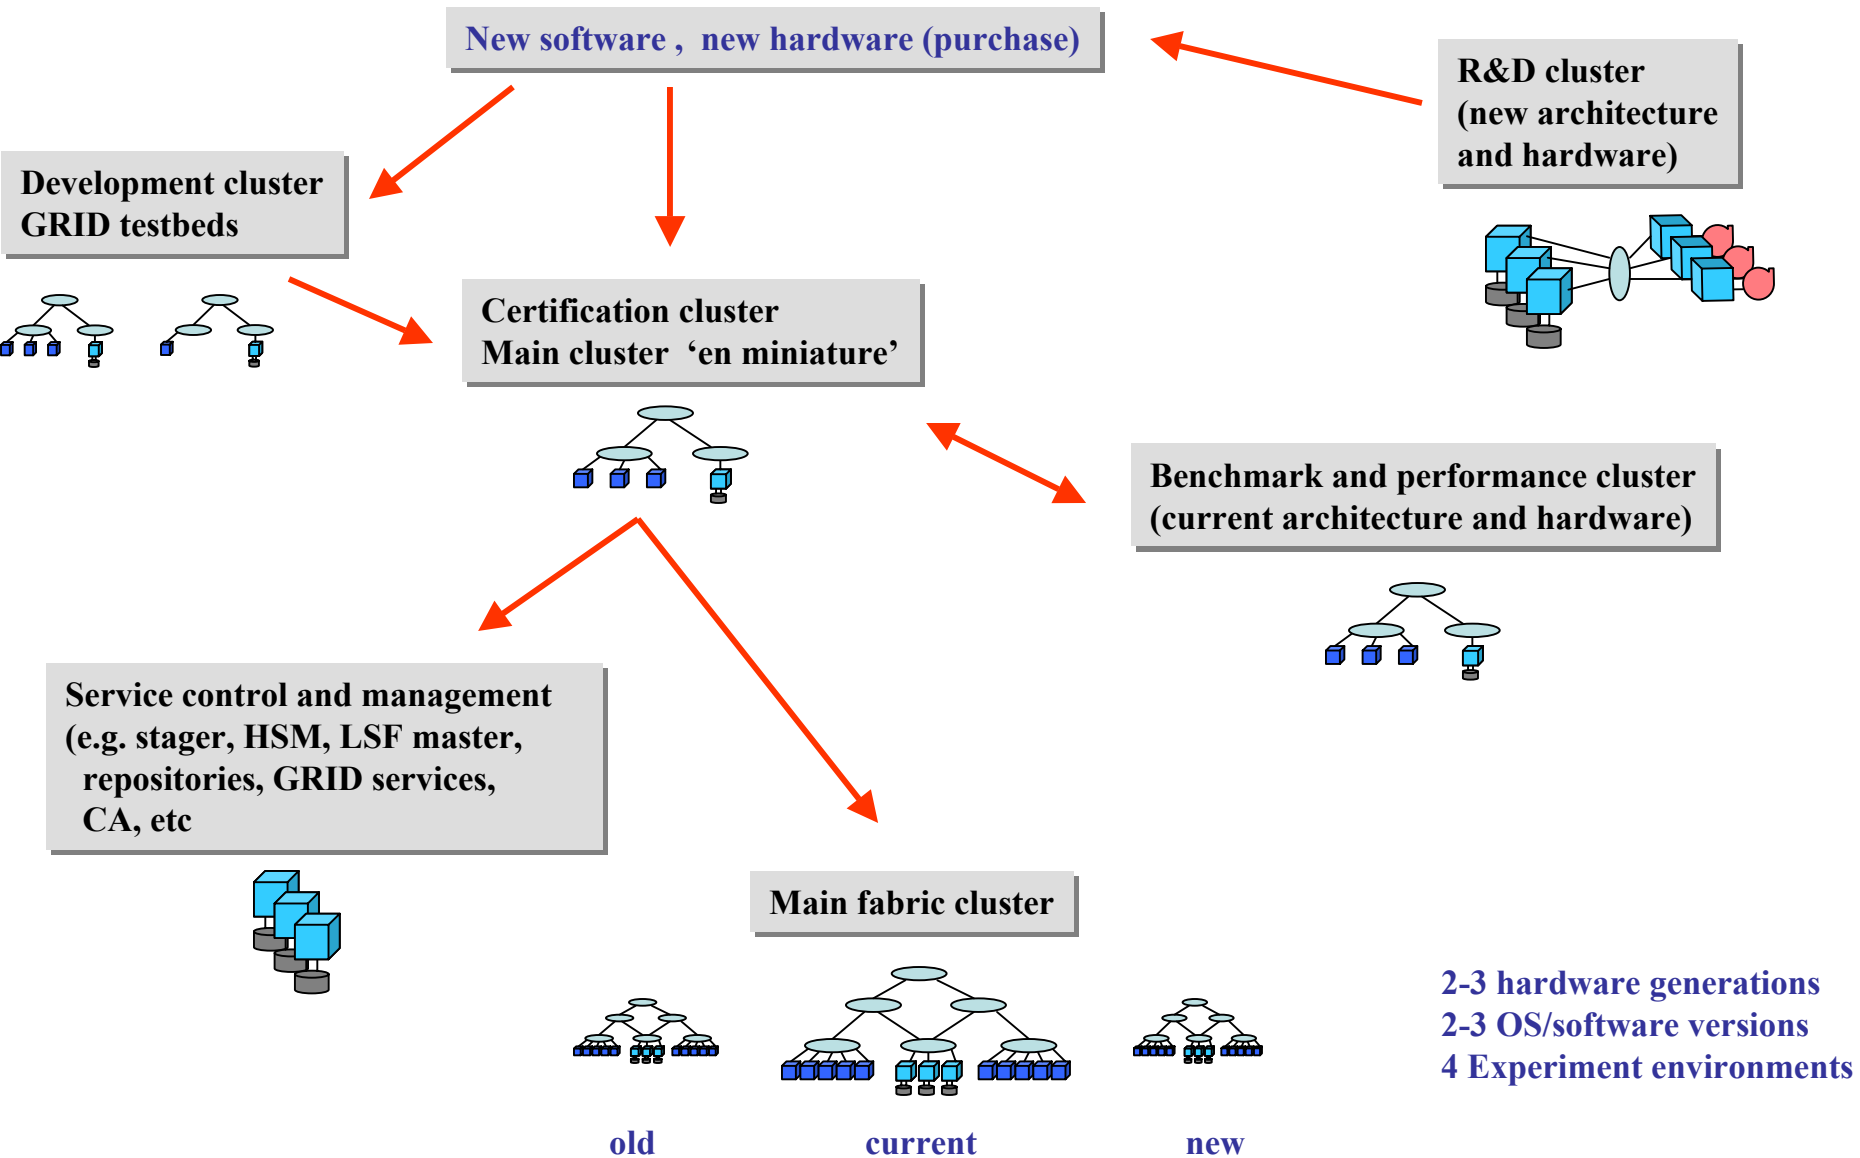 New software , new hardware (purchase)
R&D cluster
(new architecture
and hardware)
Development cluster
GRID testbeds
Certification cluster
Main cluster ‘en miniature’
Benchmark and performance cluster
(current architecture and hardware)
Service control and management
(e.g. stager, HSM, LSF master,
repositories, GRID services,
CA, etc
Main fabric cluster
2-3 hardware generations
2-3 OS/software versions
4 Experiment environments
old
current
new